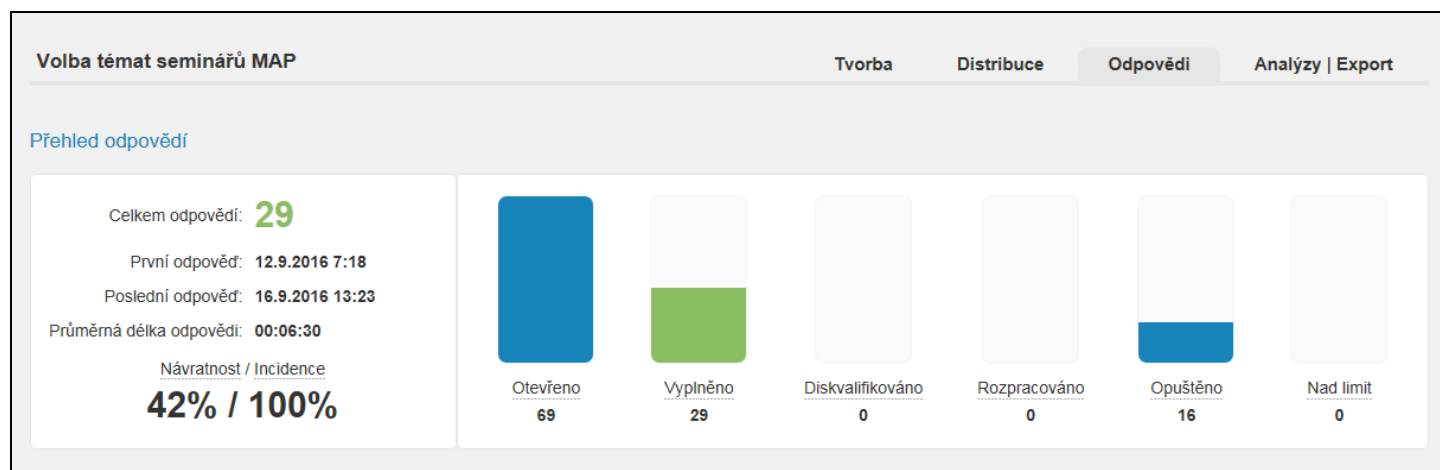 Volba témat seminářů MAP
Tvorba Distribuce Odpovědi Analýzy | Export
Přehled odpovědí
Celkem odpovědí: 29
První odpověď: 12.9.2016 7:18
Poslední odpověď: 16.9.2016 13:23
Průměrná délka odpovědi: 00:06:30
Návratnost / Incidence
42% / 100%
Otevřeno Vyplněno Diskvalifikováno Rozpracováno Opuštěno Nad limit
69 29 0 0 16 0